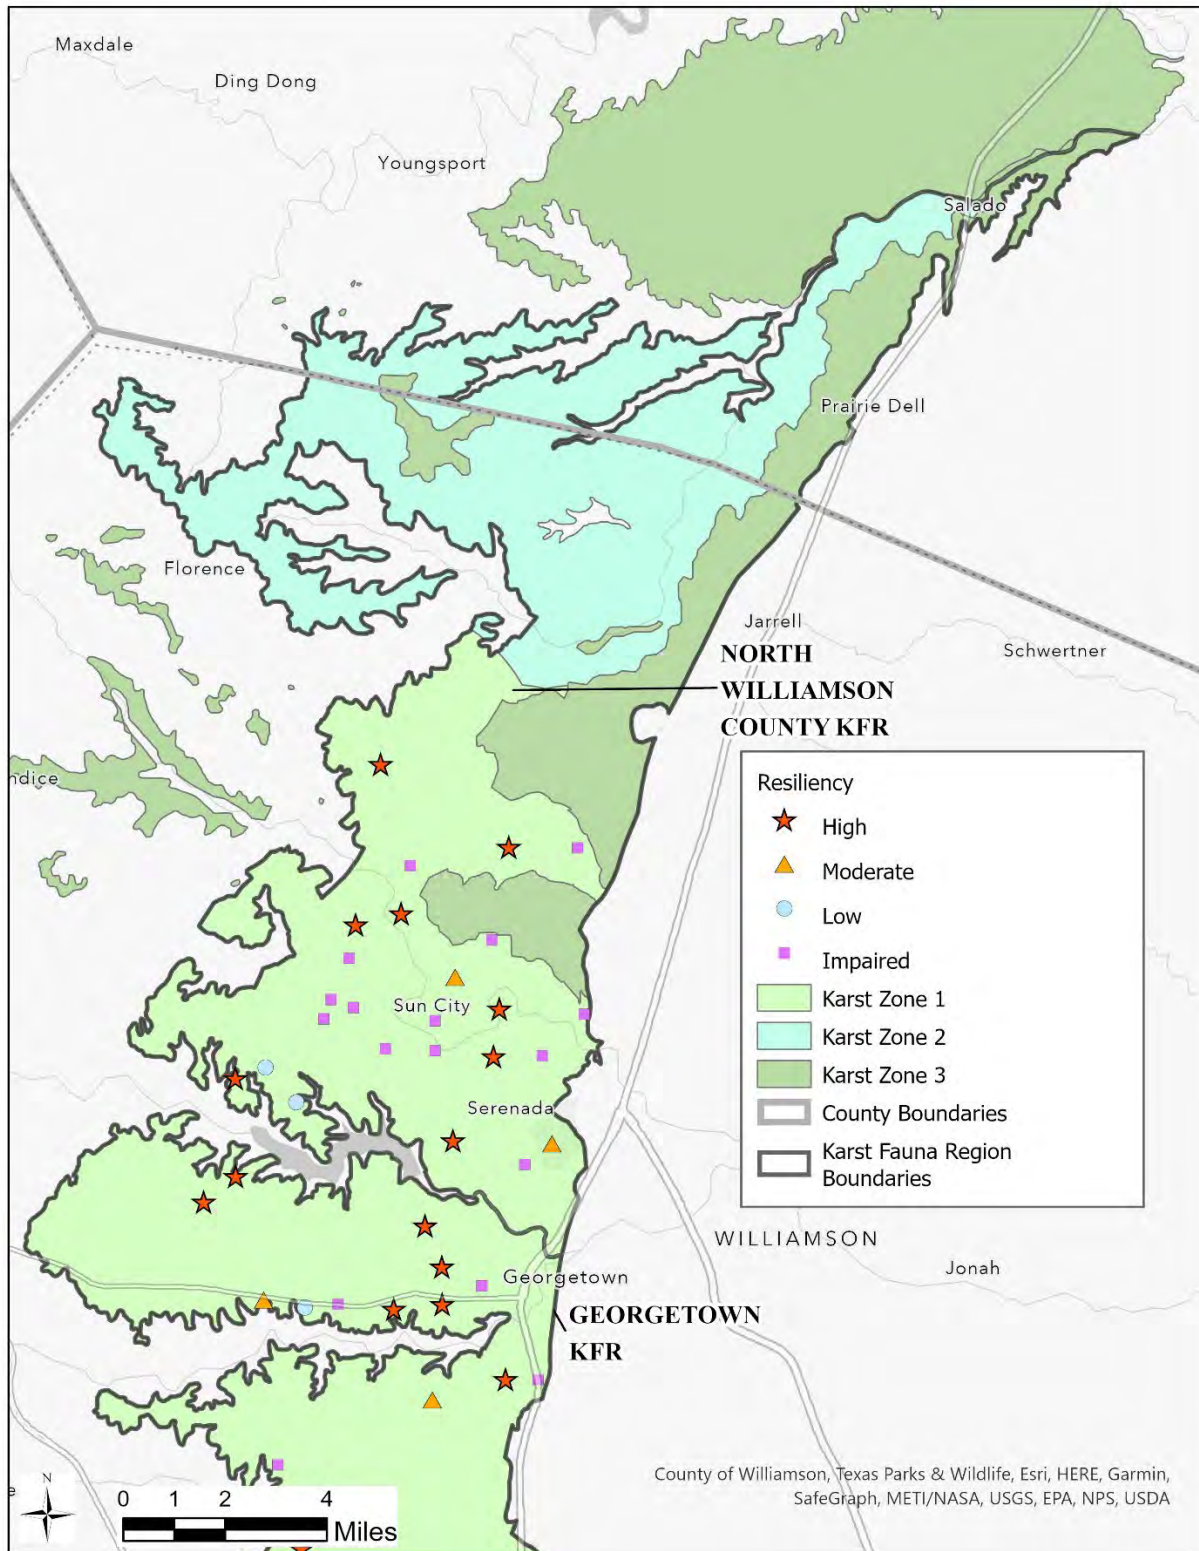 Maxdale
Ding Dong
Youngsport
Salado
Prairie Dell
Florence
Jarrell
Schwertner
NORTH
WILLIAMSON
COUNTY KFR
ndice
Resiliency
High
Moderate
Low
Impaired
Karst Zone 1
Karst Zone 2
Karst Zone 3
County Boundaries
Karst Fauna Region
Boundaries
Sun City
Serenada
WILLIAMSON
Jonah
Georgetown
GEORGETOWN
KFR
County of Williamson, Texas Parks & Wildlife, Esri, HERE, Garmin,
SafeGraph, METI/NASA, USGS, EPA, NPS, USDA
e
N
0 1 2 4
Miles